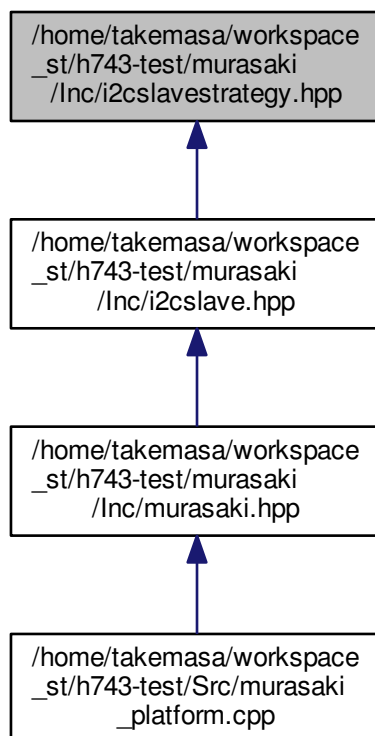 /home/takemasa/workspace
_st/h743-test/murasaki
/Inc/i2cslavestrategy.hpp
/home/takemasa/workspace
_st/h743-test/murasaki
/Inc/i2cslave.hpp
/home/takemasa/workspace
_st/h743-test/murasaki
/Inc/murasaki.hpp
/home/takemasa/workspace
_st/h743-test/Src/murasaki
_platform.cpp